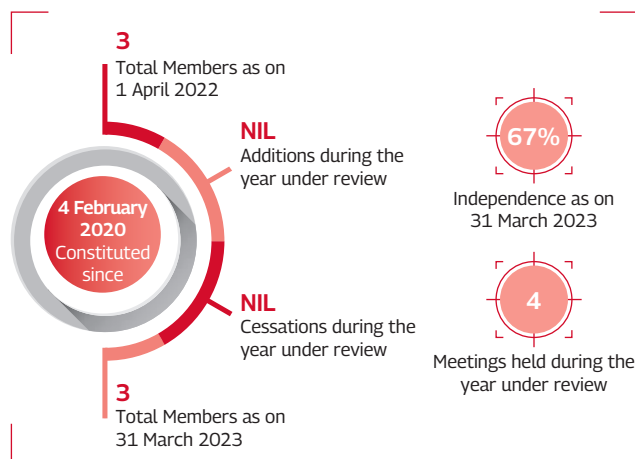 3
Total Members as on
1 April 2022
NIL
Additions during the
year under review
4 February
2020
Constituted
since
NIL
Cessations during the
year under review
3
Total Members as on
31 March 2023
67%
Independence as on
31 March 2023
4
Meetings held during the
year under review